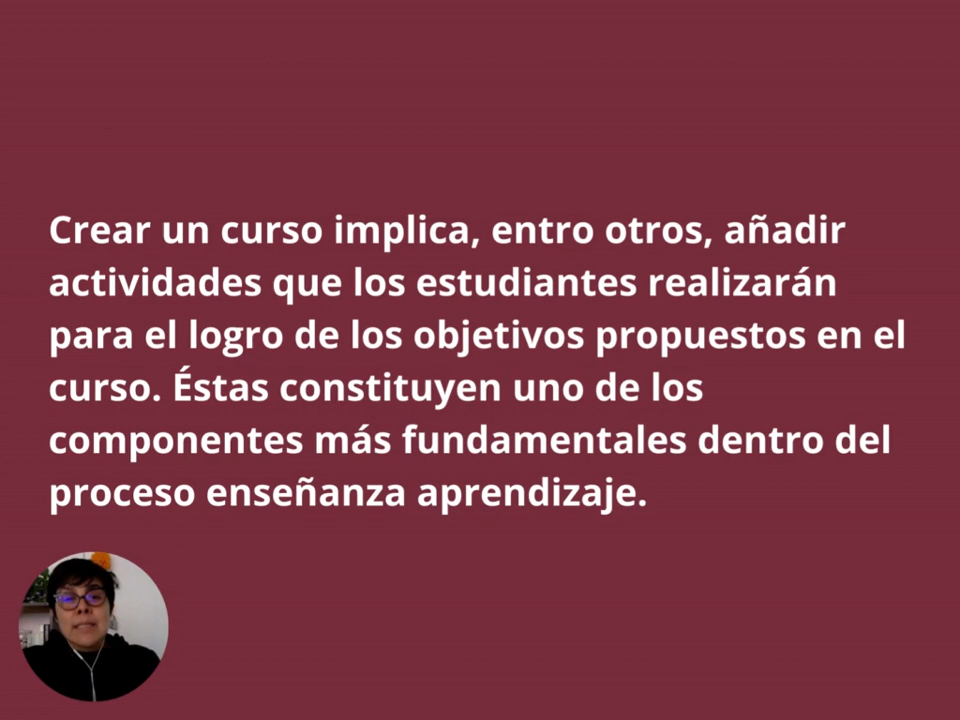 Crear un curso implica, entro otros, añadir
actividades que los estudiantes realizarán
para el logro de los objetivos propuestos en el
curso. Éstas constituyen uno de los
componentes más fundamentales dentro del
proceso enseñanza aprendizaje.